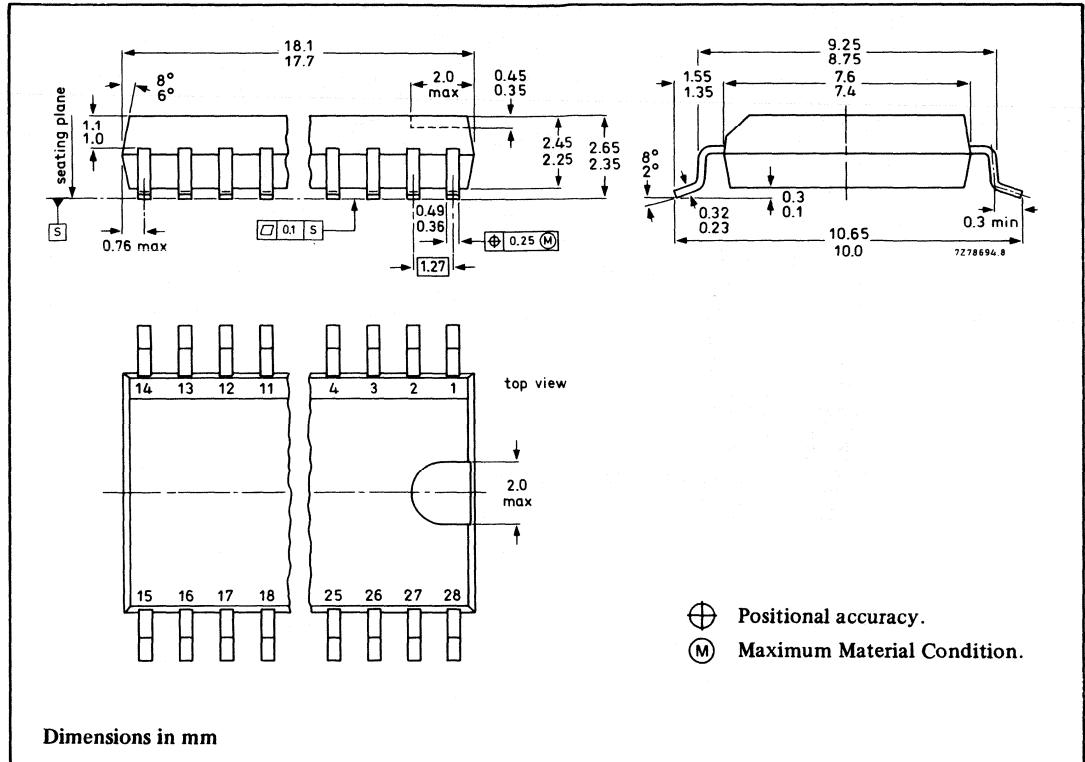 18.1
17.7
8°
6°
2.0
max
0.45
0.35
seating plane
1.1
1.0
2.45
2.25
2.65
2.35
S
0.76 max
0.1 S
0.49
0.36
0.25 M
1.27
9.25
8.75
1.55
1.35
7.6
7.4
8°
2°
0.32
0.23
0.3
0.1
0.3 min
10.65
10.0
7Z78694.8
14 13 12 11 4 3 2 1
top view
2.0
max
15 16 17 18 25 26 27 28
Positional accuracy.
M Maximum Material Condition.
Dimensions in mm